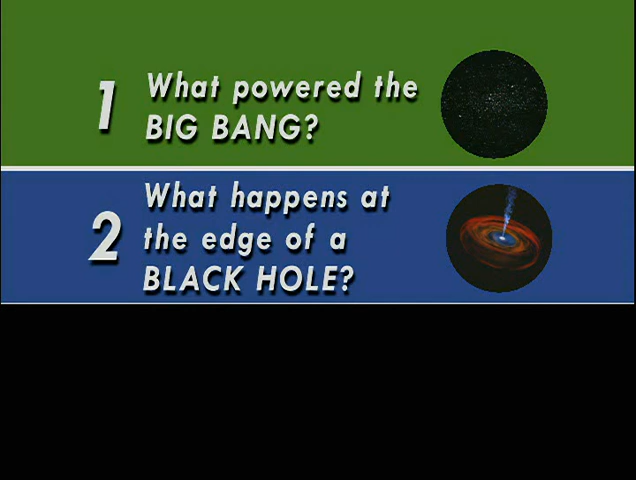 1
What powered the
BIG BANG?
2
What happens at
the edge of a
BLACK HOLE?